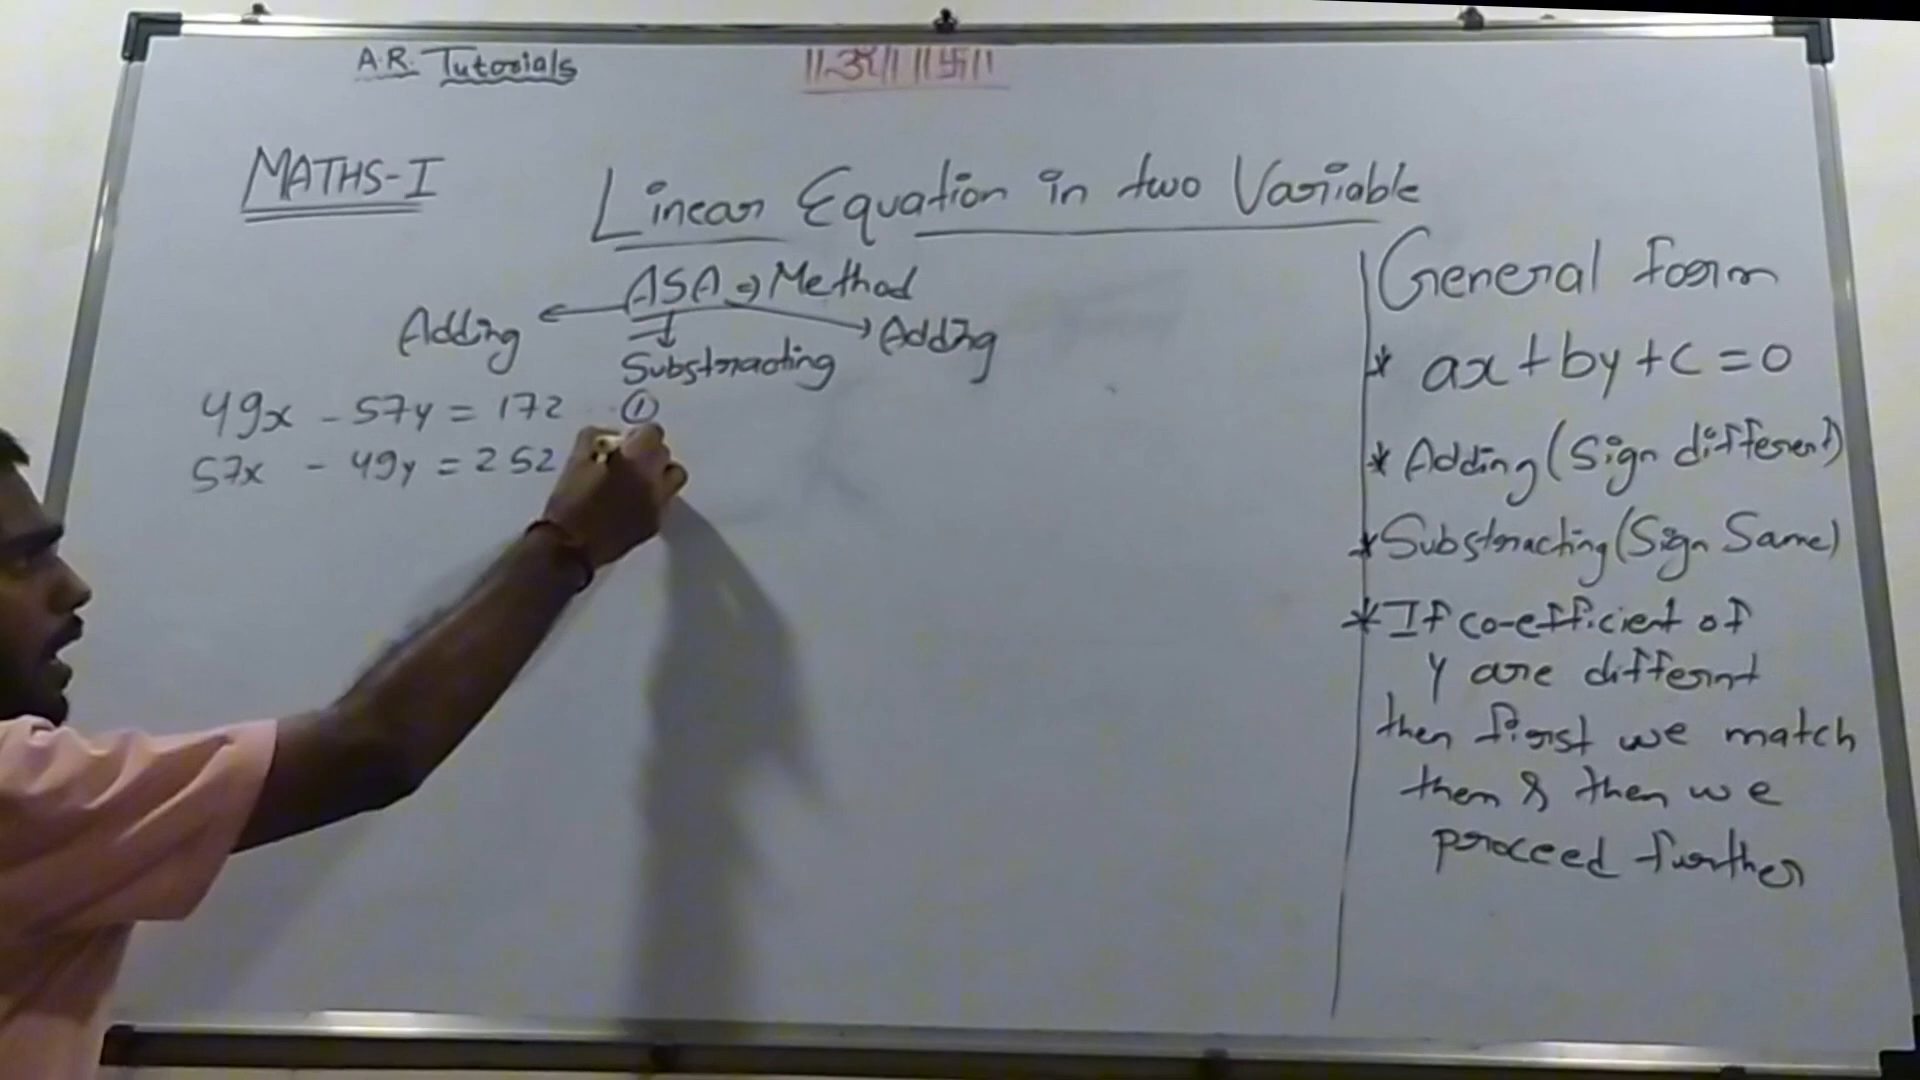 A.R. Tutorials
॥ॐ॥ ॥卐॥
MATHS-I
Linear Equation in two Variable
ASA ⇒ Method
Adding
Substracting
Adding
49x - 57y = 172 ①
57x - 49y = 252
General form
* ax + by + c = 0
* Adding (Sign different)
* Substracting (Sign Same)
* If co-efficient of
y are differnt
then first we match
them & then we
proceed further